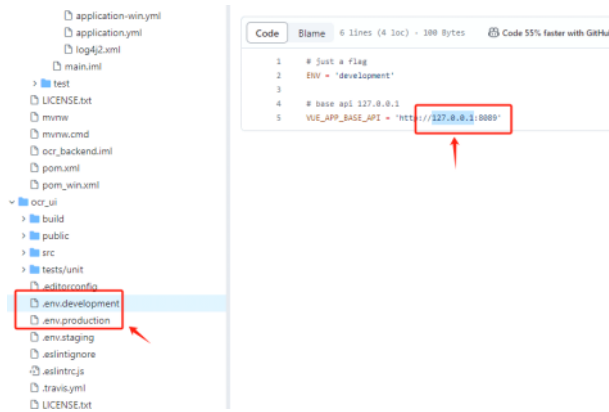 application-win.yml
application.yml
log4j2.xml
main.iml
test
LICENSE.txt
mvnw
mvnw.cmd
ocr_backend.iml
pom.xml
pom_win.xml
ocr_ui
build
public
src
tests/unit
.editorconfig
.env.development
.env.production
.env.staging
.eslintignore
.eslintrc.js
.travis.yml
LICENSE.txt
Code Blame 6 lines (4 loc) · 100 Bytes Code 55% faster with GitHu
1 # just a flag
2 ENV = 'development'
3
4 # base api 127.0.0.1
5 VUE_APP_BASE_API = 'http://127.0.0.1:8089'